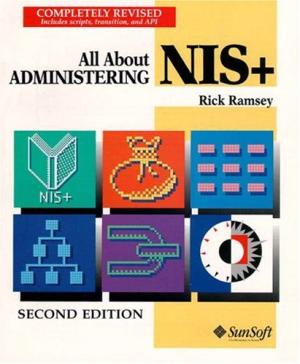 COMPLETELY REVISED
Includes scripts, transition, and API
All About
ADMINISTERING
NIS+
Rick Ramsey
NIS+
SECOND EDITION
SunSoft